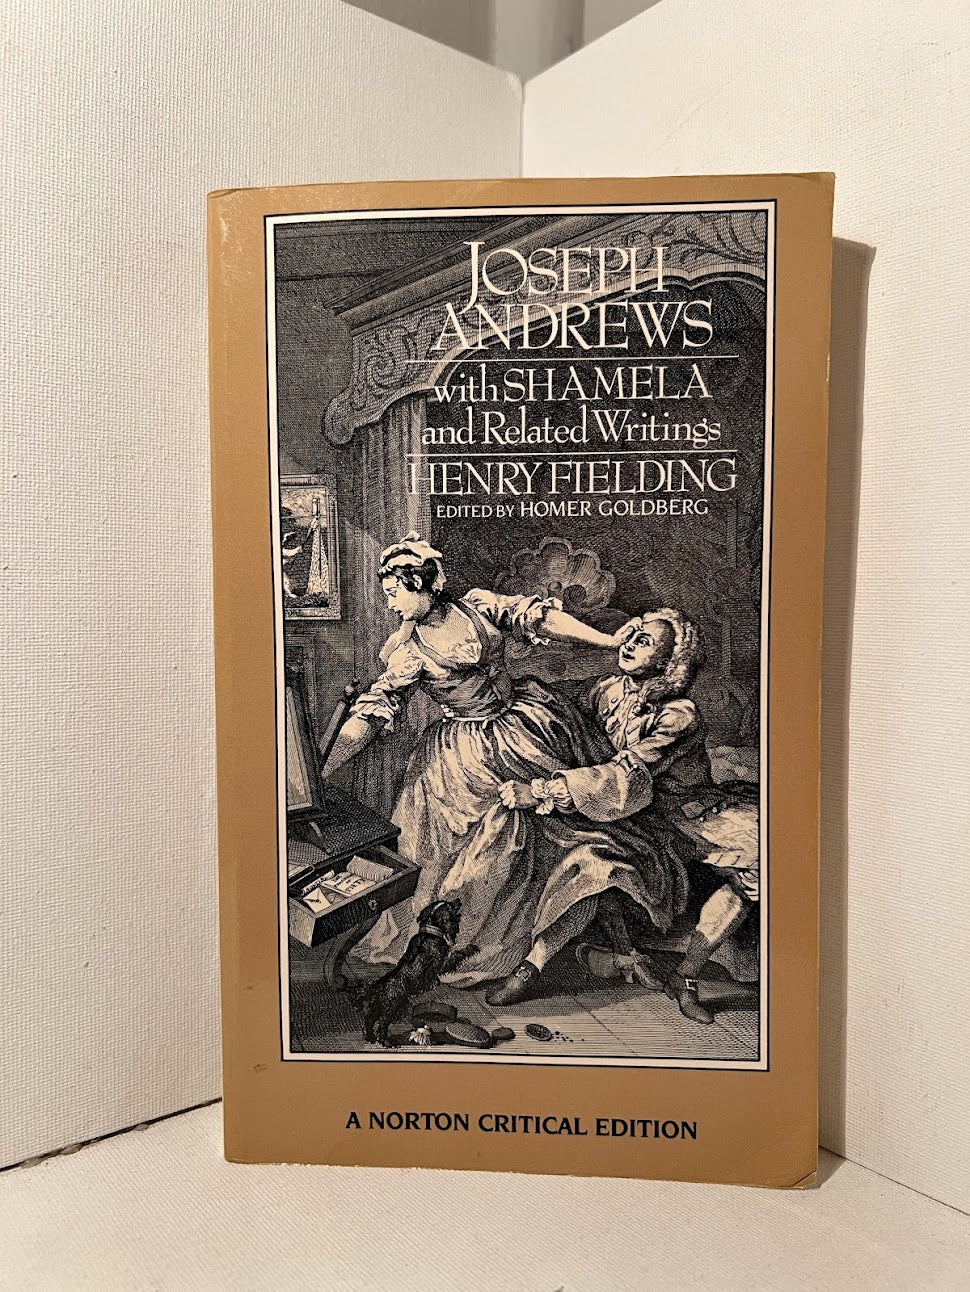 JOSEPH
ANDREWS
with SHAMELA
and Related Writings
HENRY FIELDING
EDITED BY HOMER GOLDBERG
A NORTON CRITICAL EDITION